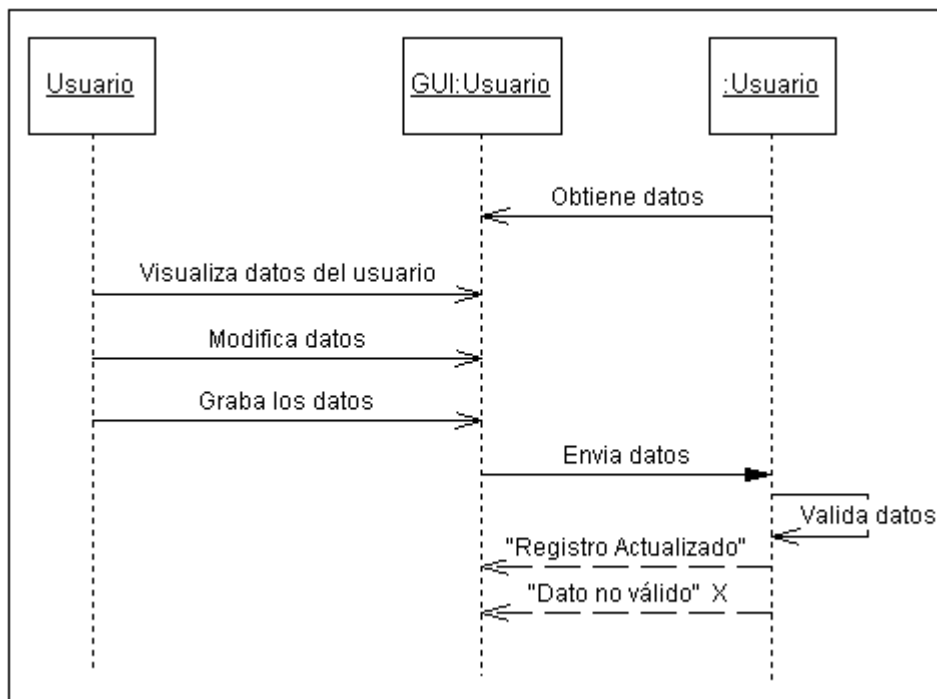 Usuario
GUI:Usuario
:Usuario
Obtiene datos
Visualiza datos del usuario
Modifica datos
Graba los datos
Envia datos
Valida datos
"Registro Actualizado"
"Dato no válido" X